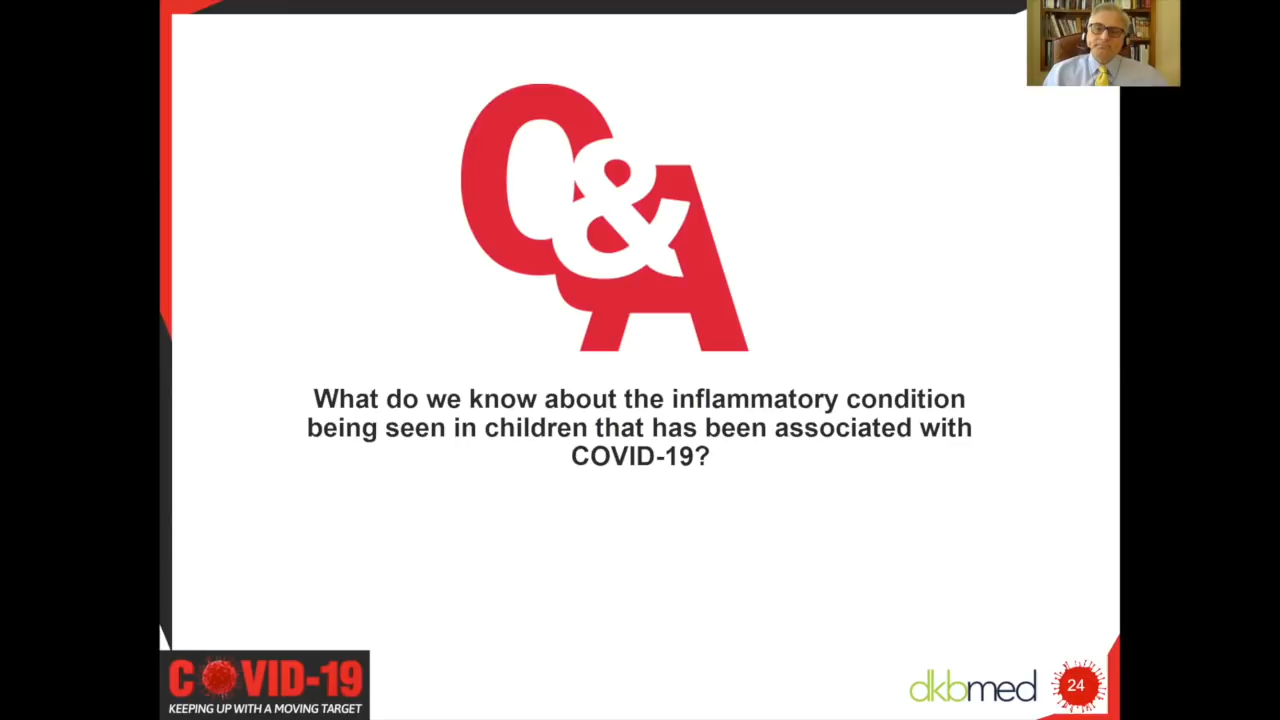 Q&A
What do we know about the inflammatory condition
being seen in children that has been associated with
COVID-19?
COVID-19
KEEPING UP WITH A MOVING TARGET
dkbmed
24